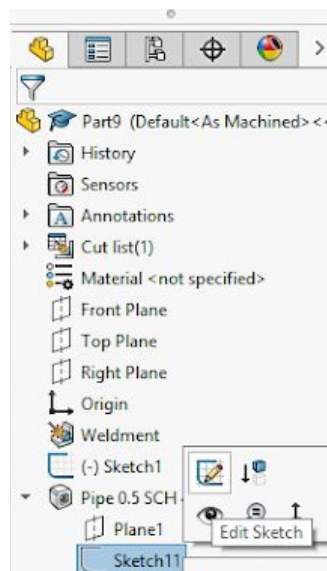 Part9 (Default<As Machined><<
History
Sensors
Annotations
Cut list(1)
Material <not specified>
Front Plane
Top Plane
Right Plane
Origin
Weldment
(-) Sketch1
Pipe 0.5 SCH
Plane1
Edit Sketch
Sketch11